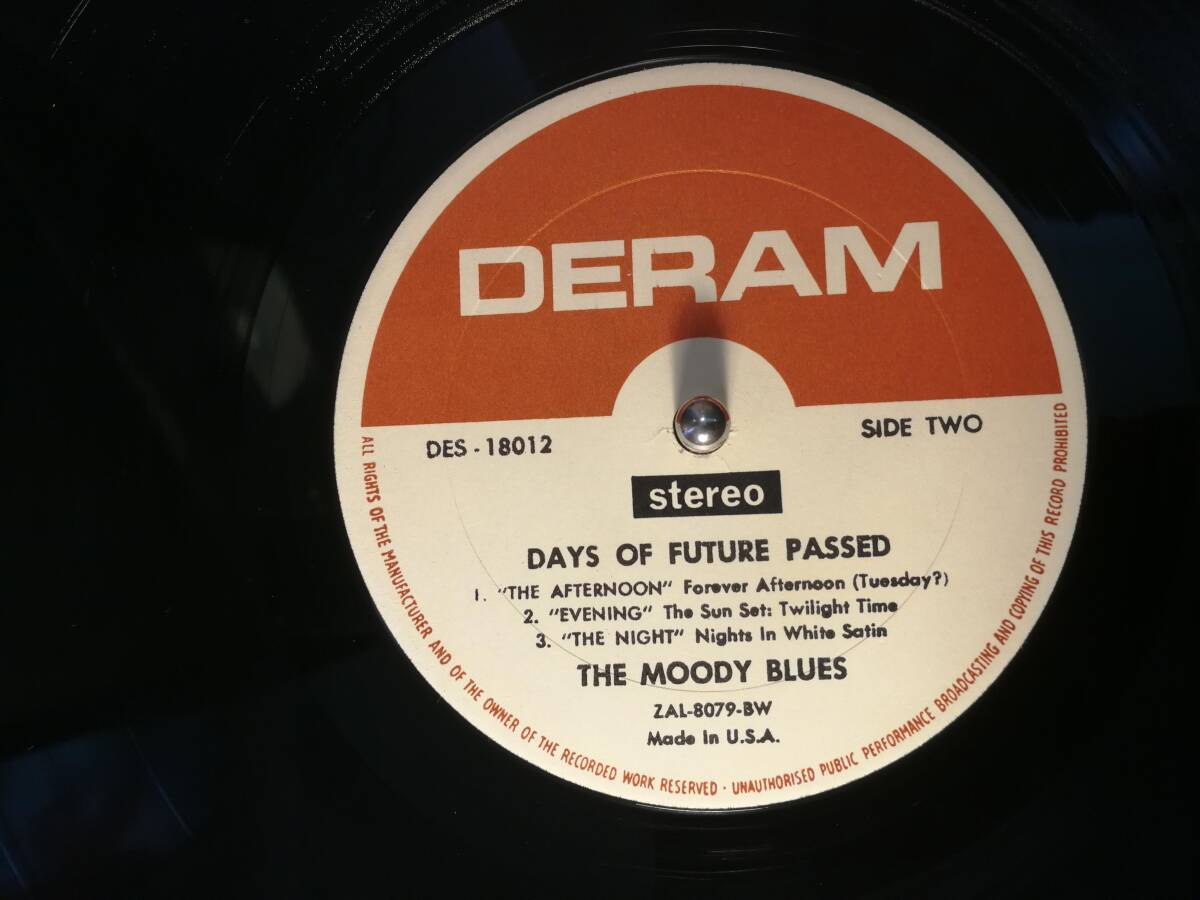 DERAM
DES - 18012
SIDE TWO
stereo
DAYS OF FUTURE PASSED
1. "THE AFTERNOON" Forever Afternoon (Tuesday?)
2. "EVENING" The Sun Set: Twilight Time
3. "THE NIGHT" Nights In White Satin
THE MOODY BLUES
ZAL-8079-BW
Made In U.S.A.
ALL RIGHTS OF THE MANUFACTURER AND OF THE OWNER OF THE RECORDED WORK RESERVED · UNAUTHORISED PUBLIC PERFORMANCE BROADCASTING AND COPYING OF THIS RECORD PROHIBITED